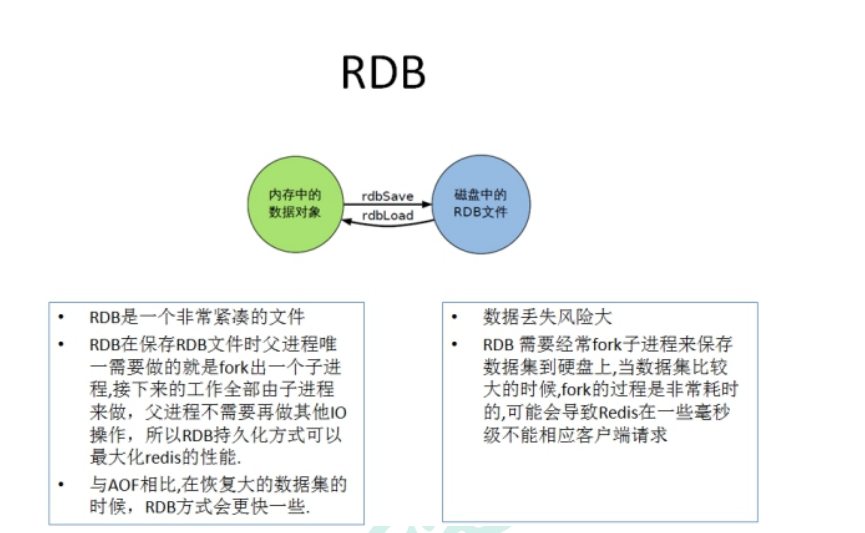 RDB
内存中的
数据对象
rdbSave
rdbLoad
磁盘中的
RDB文件
• RDB是一个非常紧凑的文件
• RDB在保存RDB文件时父进程唯
一需要做的就是fork出一个子进
程,接下来的工作全部由子进程
来做，父进程不需要再做其他IO
操作，所以RDB持久化方式可以
最大化redis的性能.
• 与AOF相比,在恢复大的数据集的
时候，RDB方式会更快一些.
• 数据丢失风险大
• RDB 需要经常fork子进程来保存
数据集到硬盘上,当数据集比较
大的时候,fork的过程是非常耗时
的,可能会导致Redis在一些毫秒
级不能相应客户端请求